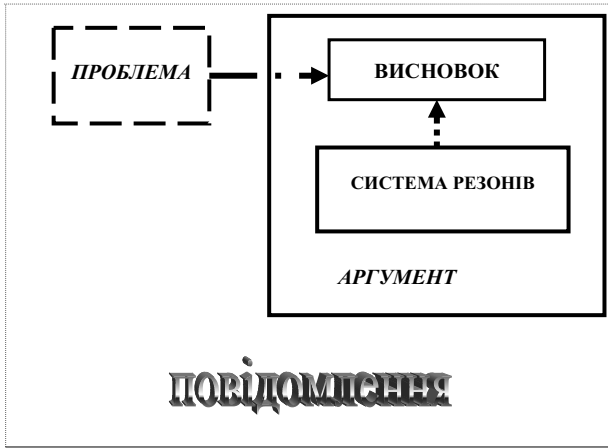 ПРОБЛЕМА
ВИСНОВОК
СИСТЕМА РЕЗОНІВ
АРГУМЕНТ
повідомлення